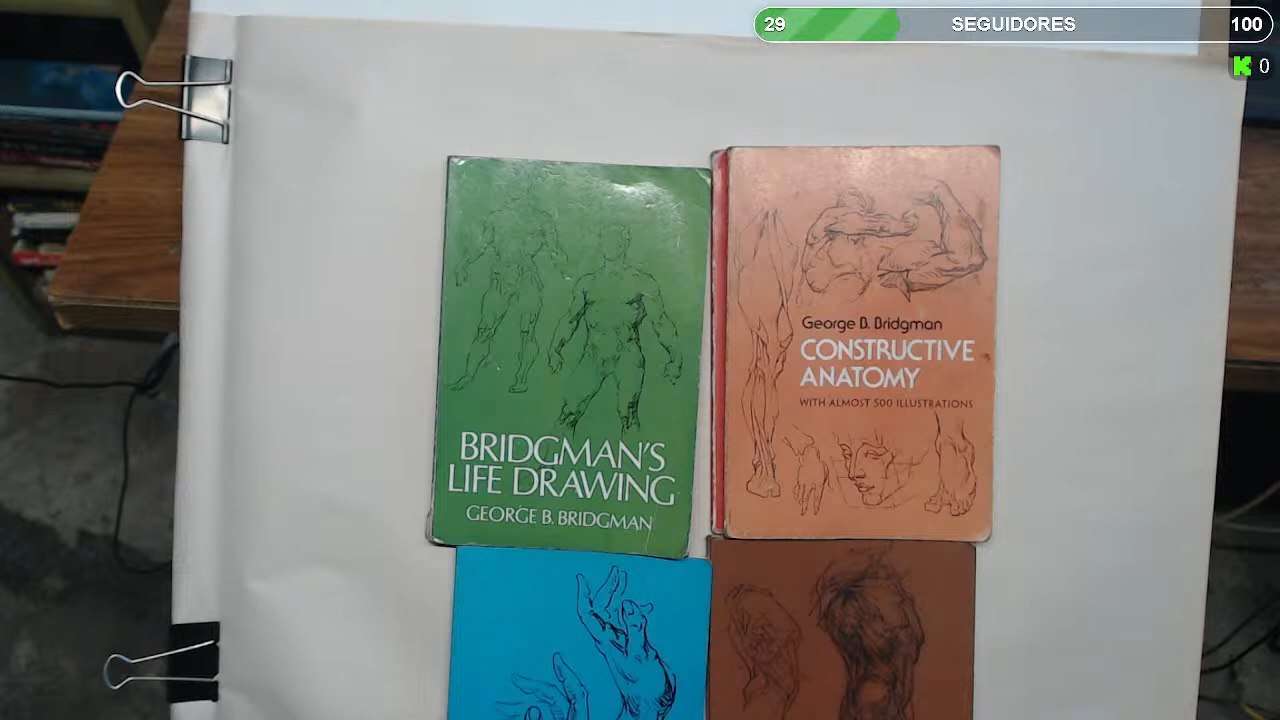 29 SEGUIDORES 100
0
George B. Bridgman
CONSTRUCTIVE
ANATOMY
WITH ALMOST 500 ILLUSTRATIONS
BRIDGMAN'S
LIFE DRAWING
GEORGE B. BRIDGMAN